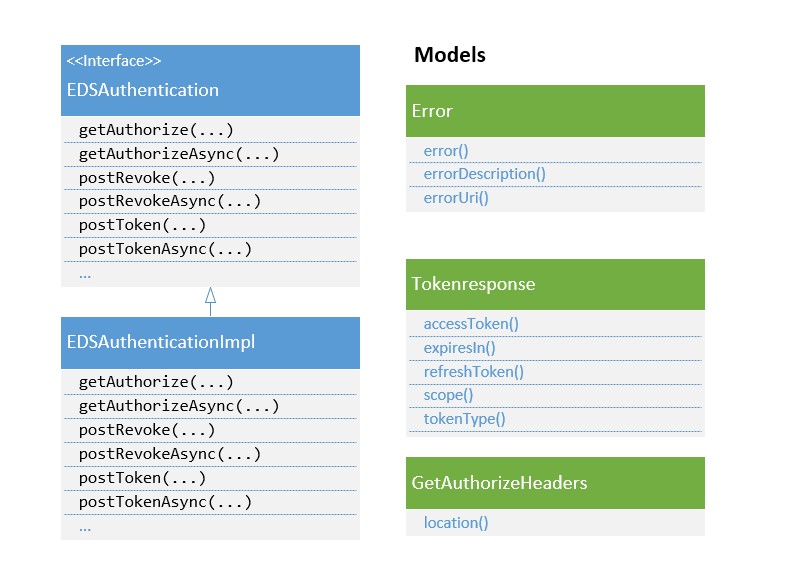 <<Interface>>
EDSAuthentication
getAuthorize(...)
getAuthorizeAsync(...)
postRevoke(...)
postRevokeAsync(...)
postToken(...)
postTokenAsync(...)
...
EDSAuthenticationImpl
getAuthorize(...)
getAuthorizeAsync(...)
postRevoke(...)
postRevokeAsync(...)
postToken(...)
postTokenAsync(...)
...
Models
Error
error()
errorDescription()
errorUri()
Tokenresponse
accessToken()
expiresIn()
refreshToken()
scope()
tokenType()
GetAuthorizeHeaders
location()